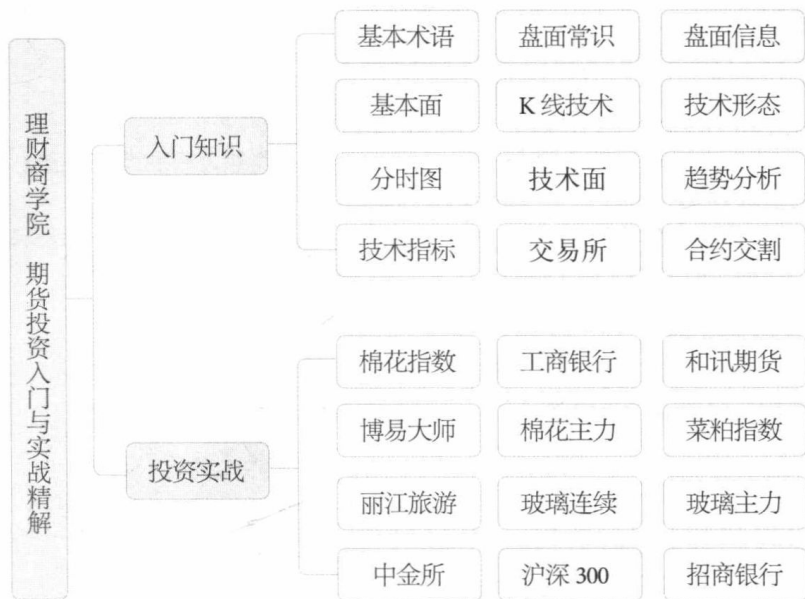 理财商学院 期货投资入门与实战精解
入门知识
基本术语 盘面常识 盘面信息
基本面 K 线技术 技术形态
分时图 技术面 趋势分析
技术指标 交易所 合约交割
投资实战
棉花指数 工商银行 和讯期货
博易大师 棉花主力 菜粕指数
丽江旅游 玻璃连续 玻璃主力
中金所 沪深 300 招商银行